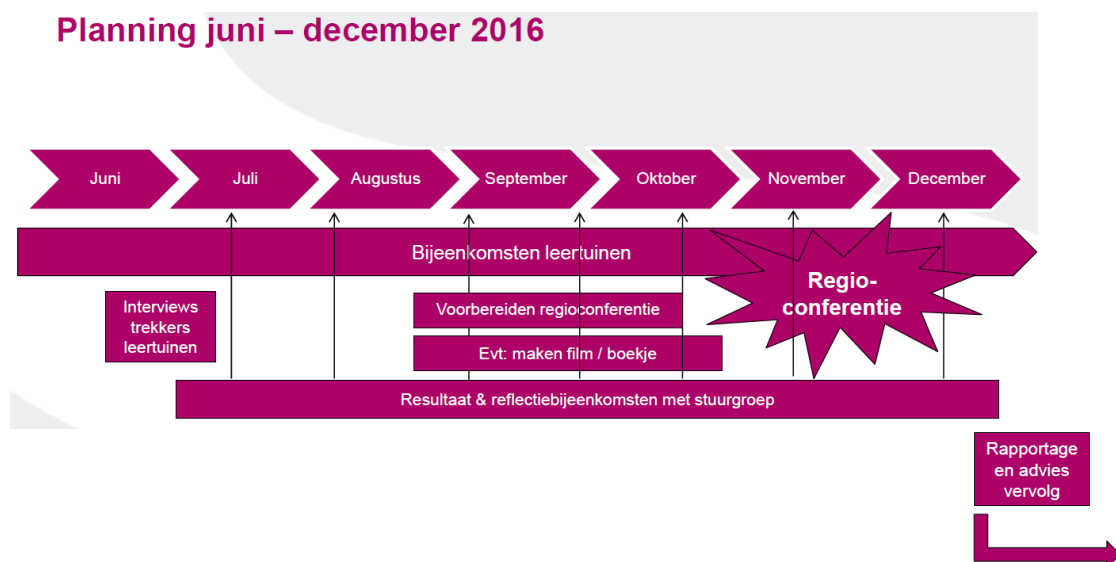 Planning juni – december 2016
Juni
Juli
Augustus
September
Oktober
November
December
Bijeenkomsten leertuinen
Regio-
conferentie
Interviews
trekkers
leertuinen
Voorbereiden regioconferentie
Evt: maken film / boekje
Resultaat & reflectiebijeenkomsten met stuurgroep
Rapportage
en advies
vervolg